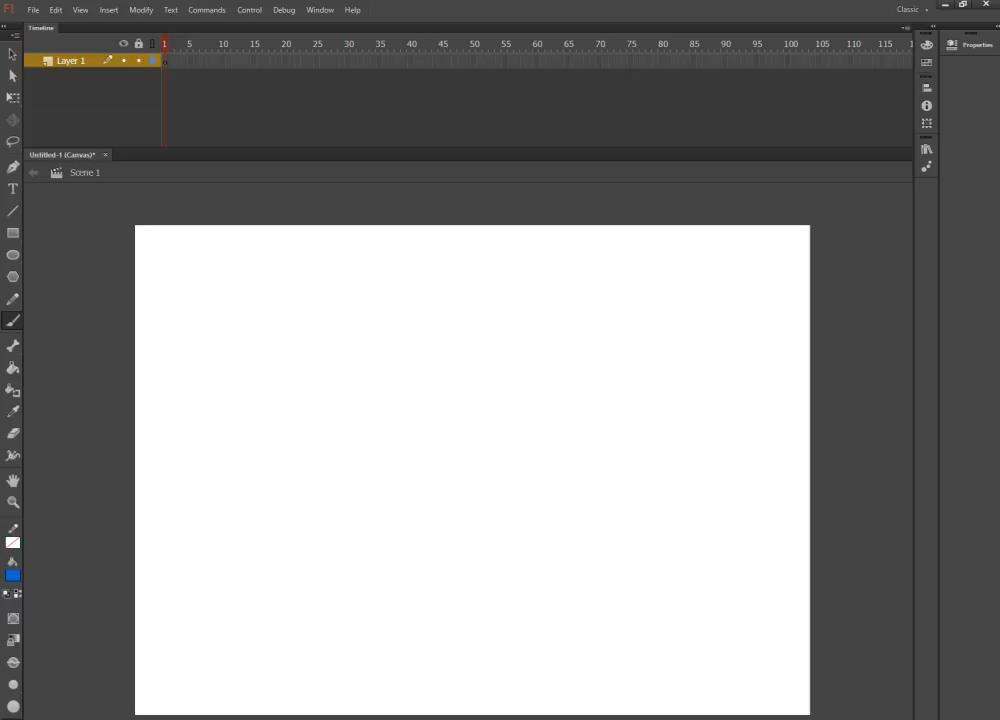 Fl File Edit View Insert Modify Text Commands Control Debug Window Help Classic
Timeline
1 5 10 15 20 25 30 35 40 45 50 55 60 65 70 75 80 85 90 95 100 105 110 115
Properties
Layer 1
Untitled-1 (Canvas)* ×
Scene 1
T